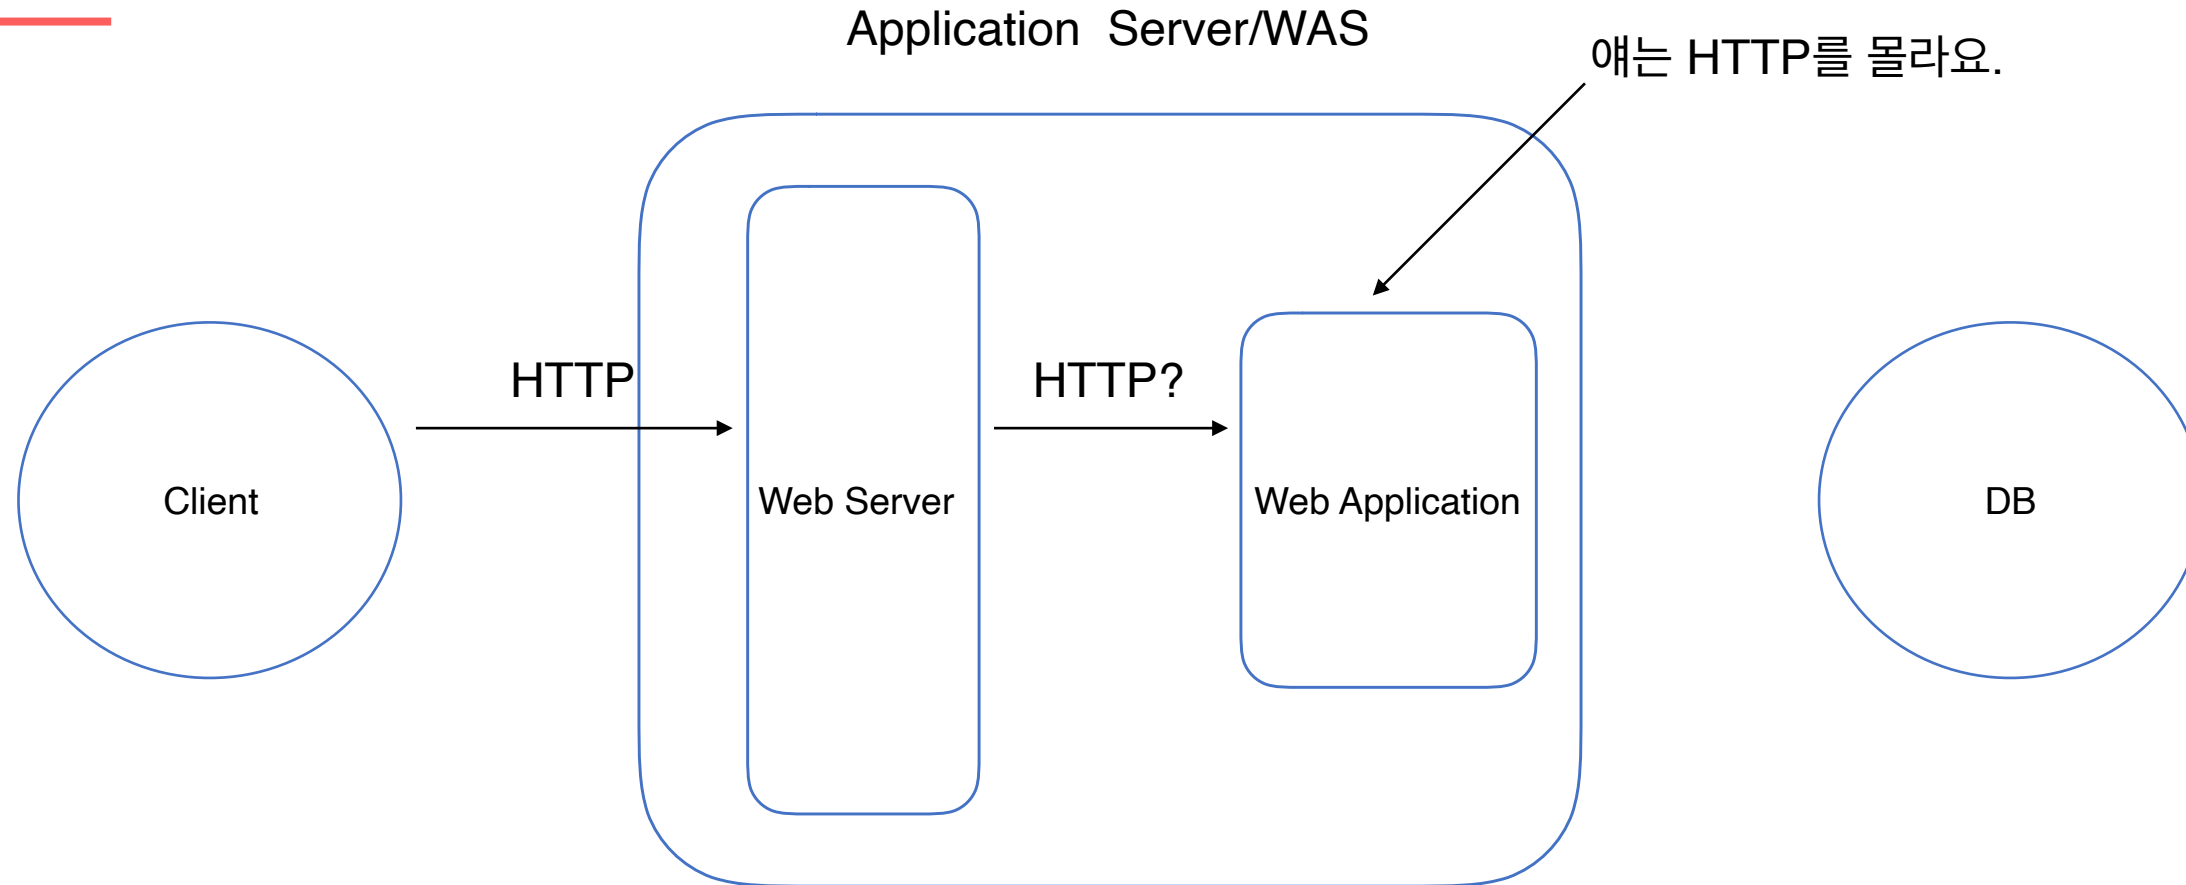 Application Server/WAS
얘는 HTTP를 몰라요.
HTTP
HTTP?
Client
Web Server
Web Application
DB